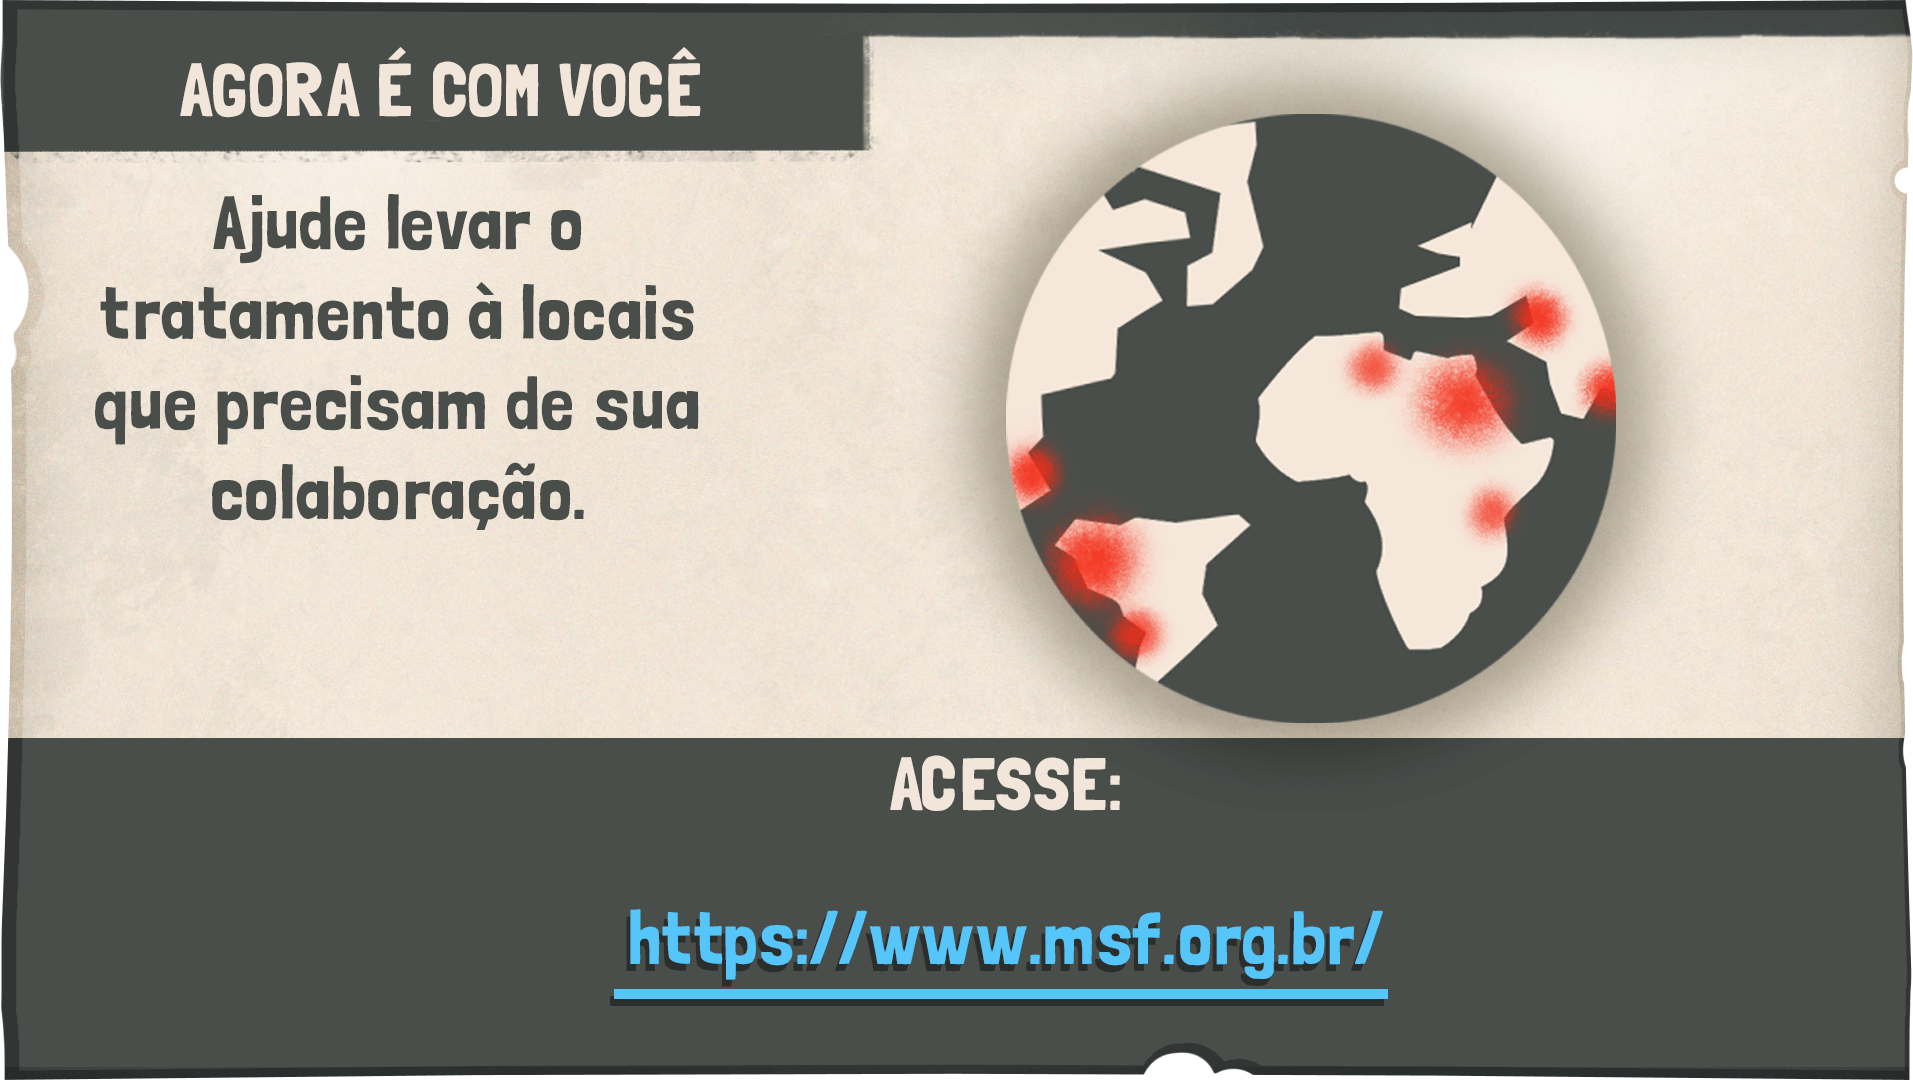 AGORA É COM VOCÊ
Ajude levar o
tratamento à locais
que precisam de sua
colaboração.
ACESSE:
https://www.msf.org.br/